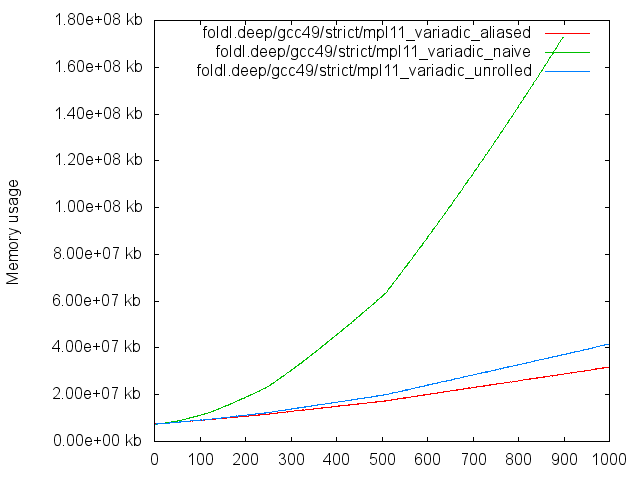 1.80e+08 kb
1.60e+08 kb
1.40e+08 kb
1.20e+08 kb
1.00e+08 kb
8.00e+07 kb
6.00e+07 kb
4.00e+07 kb
2.00e+07 kb
0.00e+00 kb
Memory usage
foldl.deep/gcc49/strict/mpl11_variadic_aliased
foldl.deep/gcc49/strict/mpl11_variadic_naive
foldl.deep/gcc49/strict/mpl11_variadic_unrolled
0 100 200 300 400 500 600 700 800 900 1000